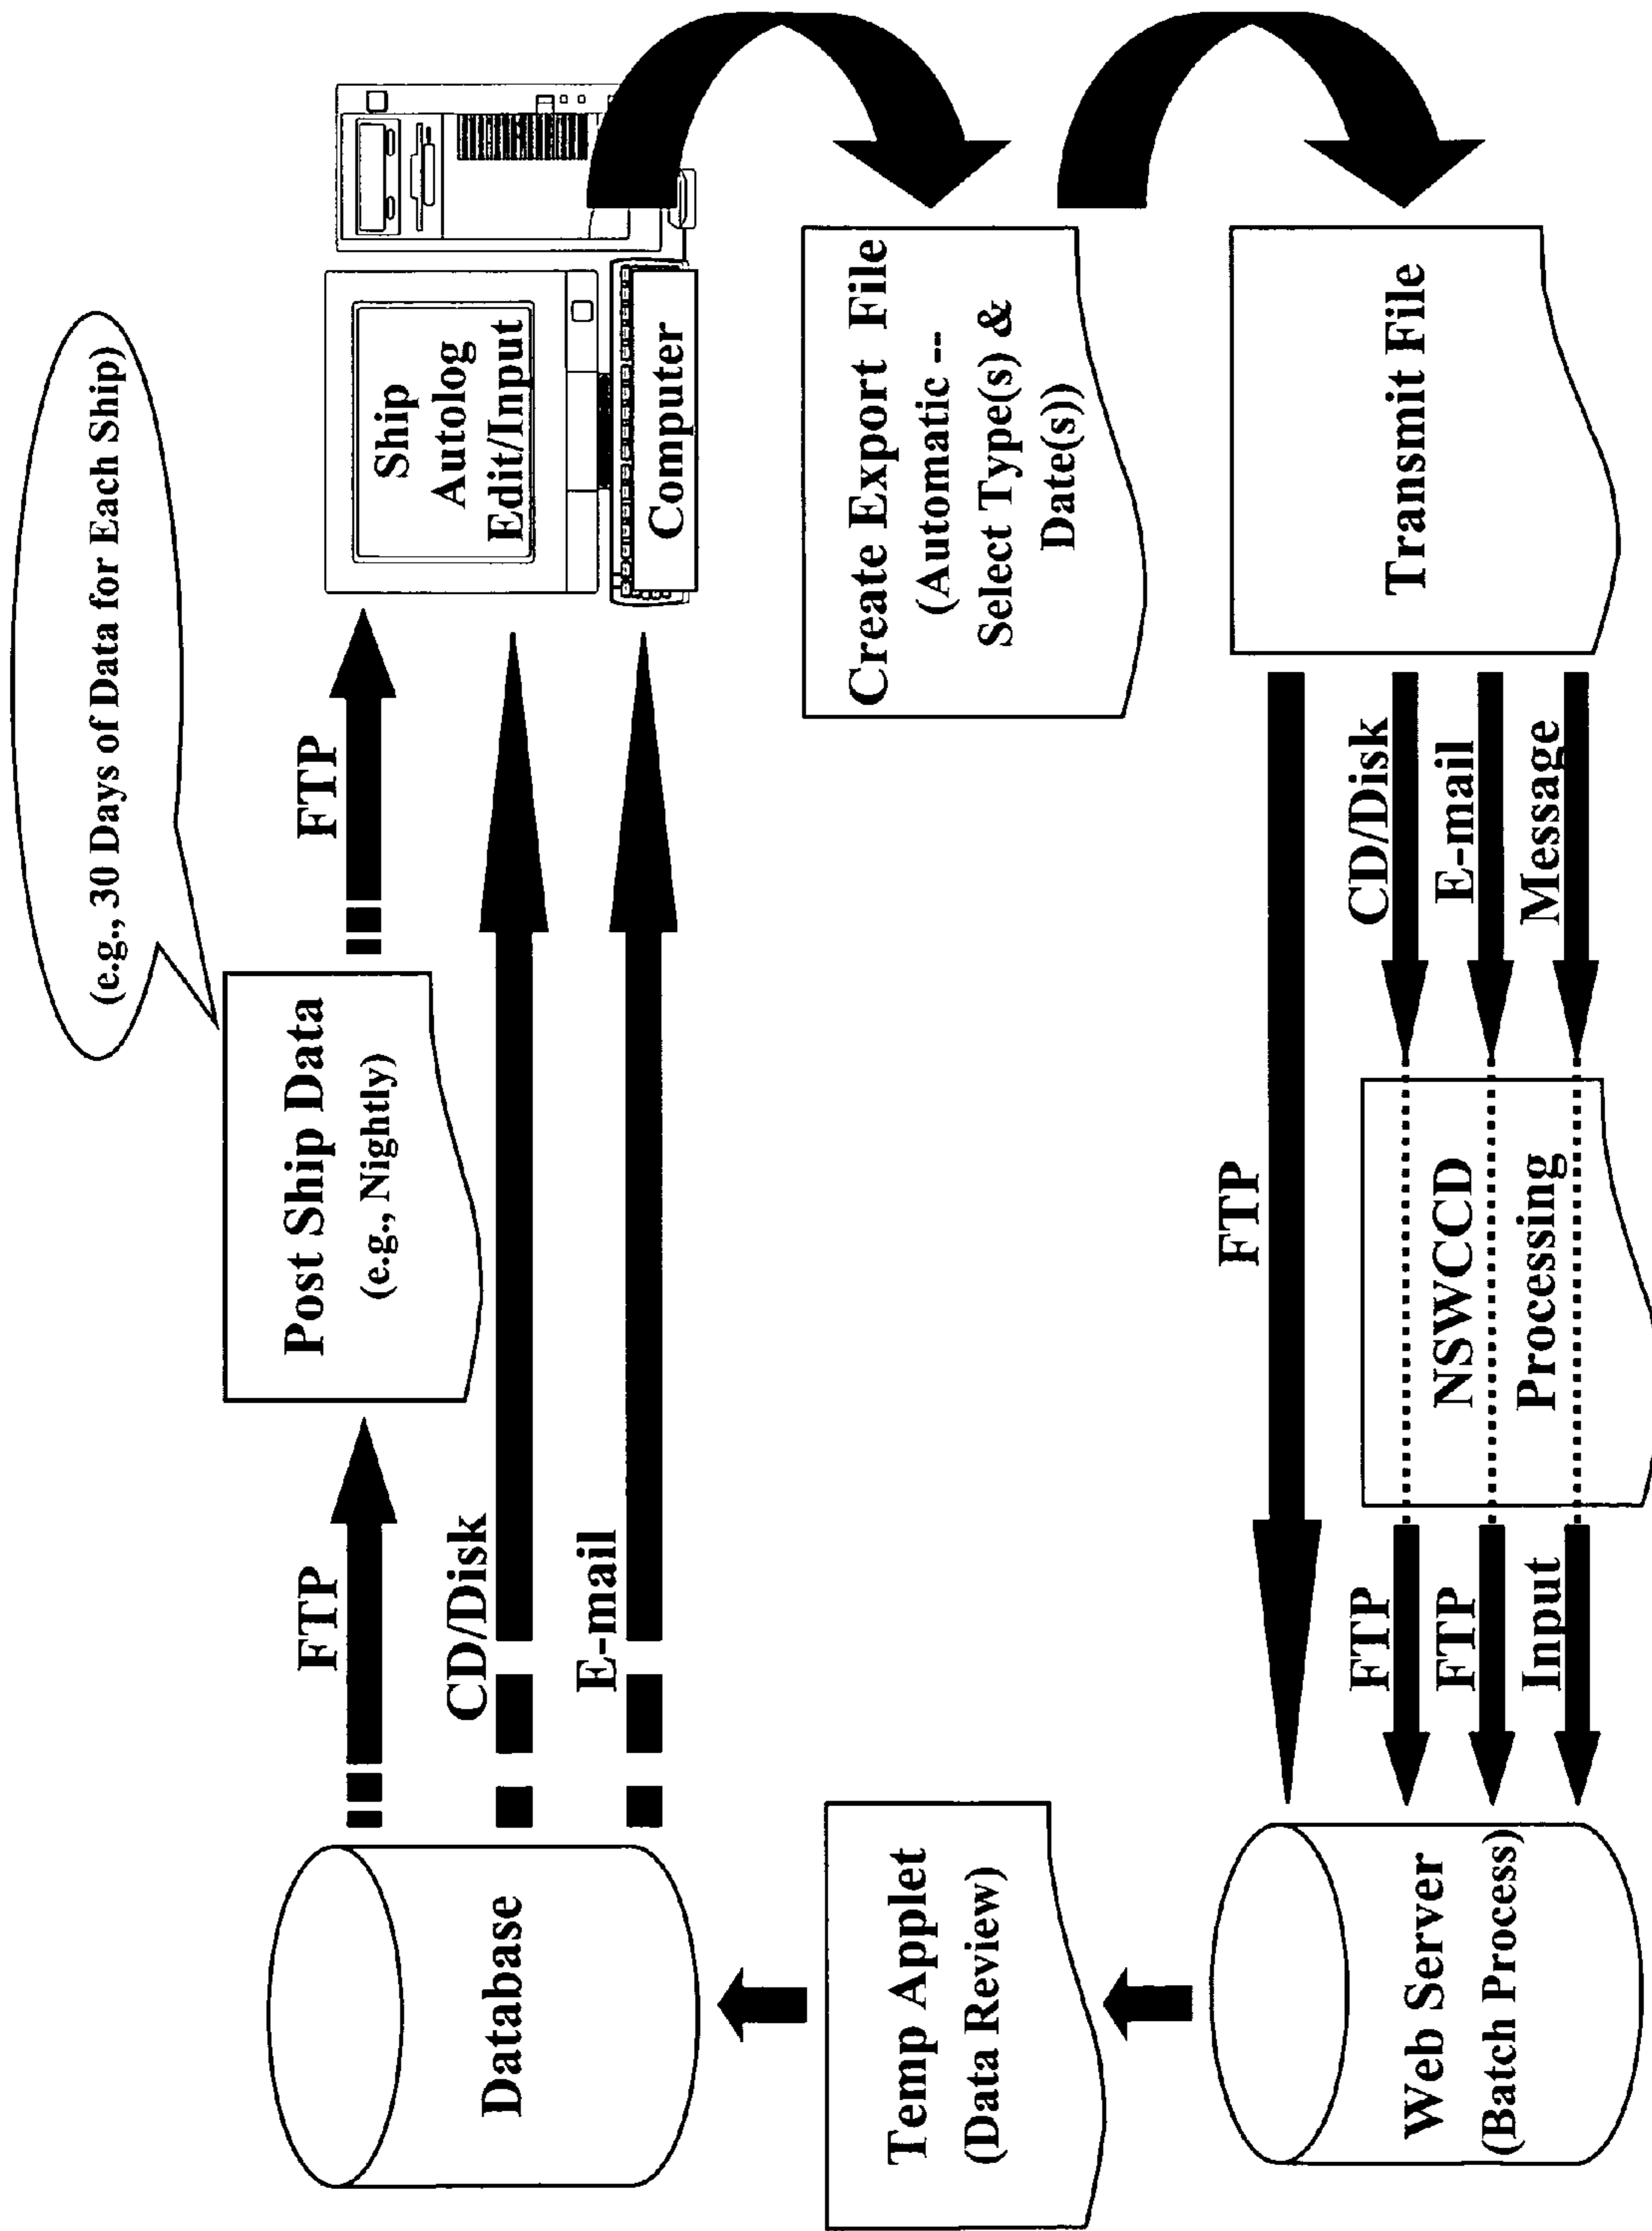 (e.g., 30 Days of Data for Each Ship)
Database
FTP
Post Ship Data
(e.g., Nightly)
FTP
CD/Disk
E-mail
Ship
Autolog
Edit/Input
Computer
Create Export File
(Automatic --
Select Type(s) &
Date(s))
Temp Applet
(Data Review)
FTP
Transmit File
CD/Disk
E-mail
Message
NSWCCD
Processing
FTP
FTP
Input
Web Server
(Batch Process)